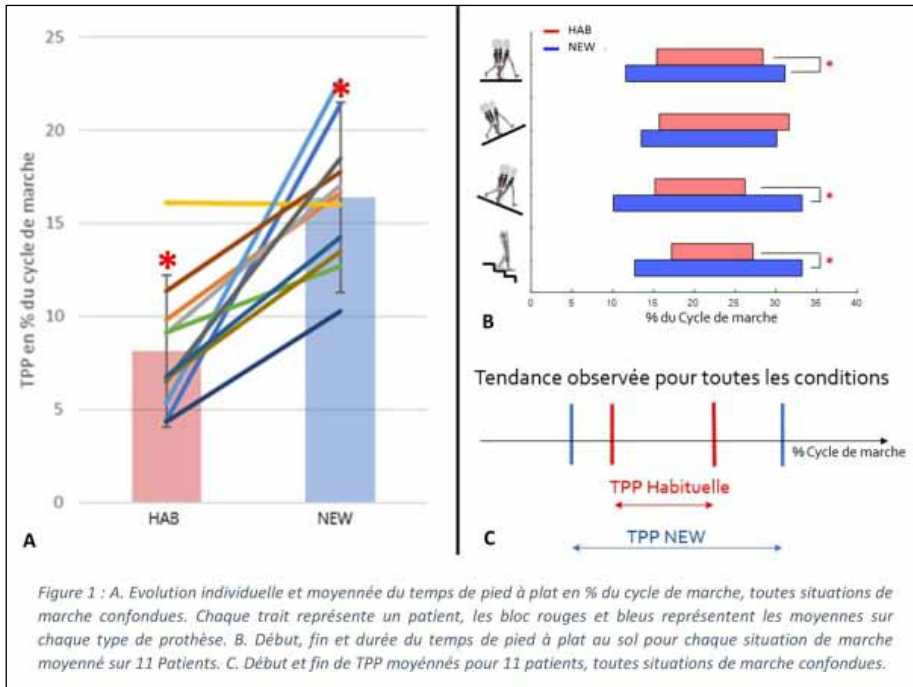 25
20
15
10
5
0
TPP en % du cycle de marche
*
*
HAB
NEW
A
HAB
NEW
*
*
*
0
5
10
15
20
25
30
35
40
% du Cycle de marche
B
Tendance observée pour toutes les conditions
% Cycle de marche
TPP Habituelle
TPP NEW
C
Figure 1 : A. Evolution individuelle et moyennée du temps de pied à plat en % du cycle de marche, toutes situations de
marche confondues. Chaque trait représente un patient, les bloc rouges et bleus représentent les moyennes sur
chaque type de prothèse. B. Début, fin et durée du temps de pied à plat au sol pour chaque situation de marche
moyenné sur 11 Patients. C. Début et fin de TPP moyénnés pour 11 patients, toutes situations de marche confondues.